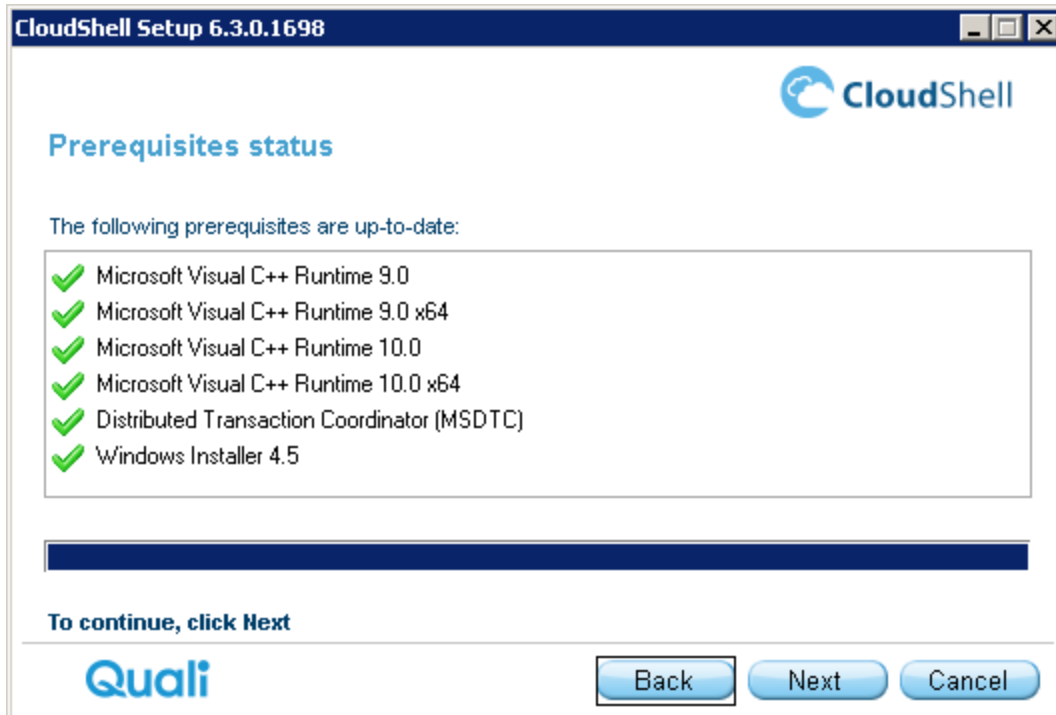 CloudShell Setup 6.3.0.1698
CloudShell
Prerequisites status
The following prerequisites are up-to-date:
Microsoft Visual C++ Runtime 9.0
Microsoft Visual C++ Runtime 9.0 x64
Microsoft Visual C++ Runtime 10.0
Microsoft Visual C++ Runtime 10.0 x64
Distributed Transaction Coordinator (MSDTC)
Windows Installer 4.5
To continue, click Next
Quali
Back
Next
Cancel